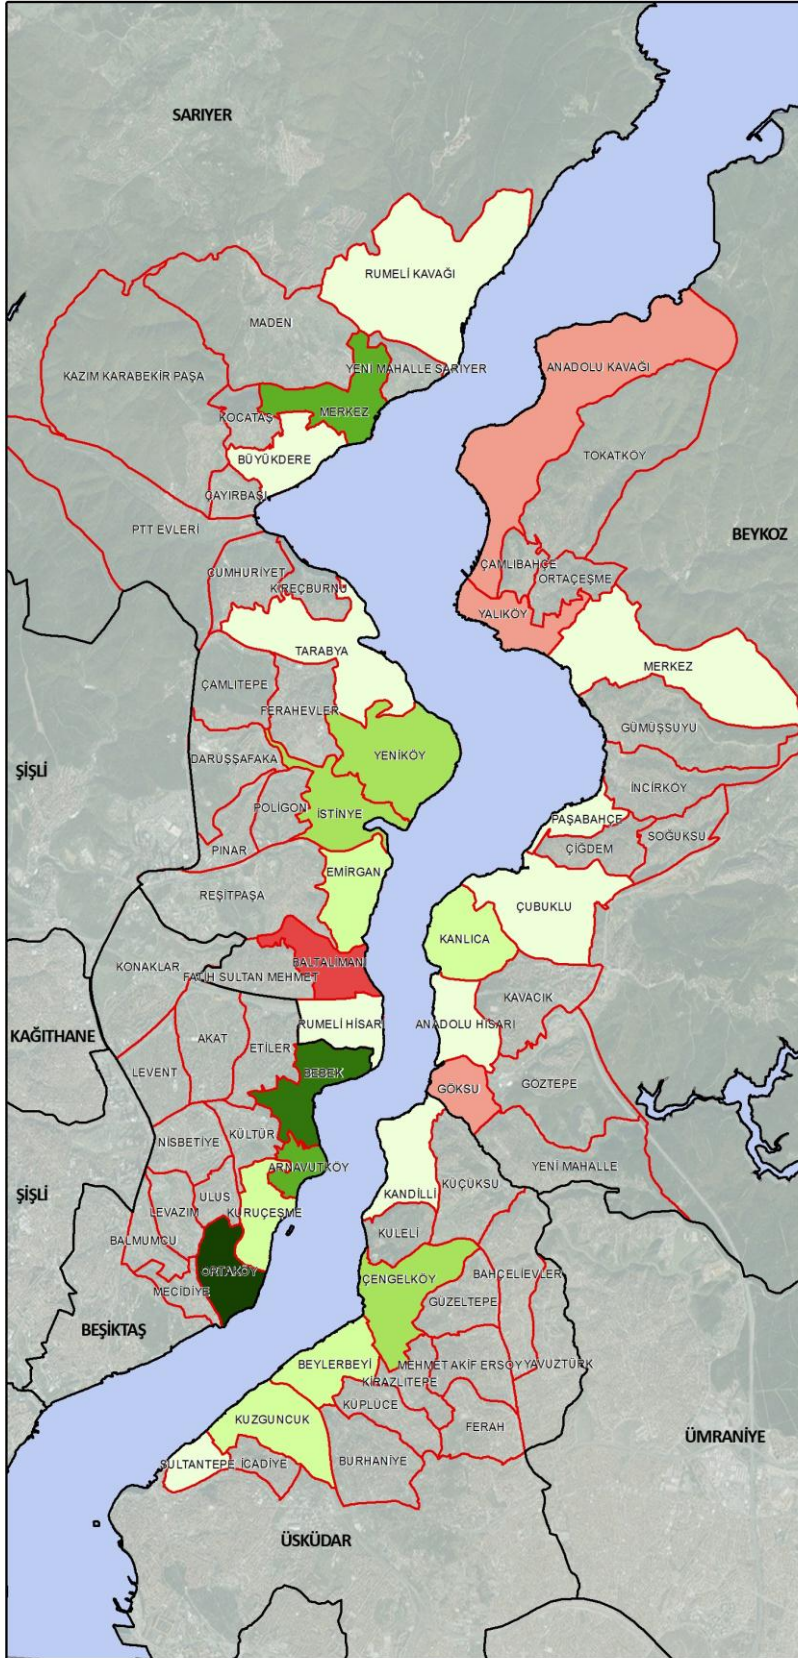 SARIYER
RUMELİ KAVAĞI
MADEN
YENİ MAHALLE SARIYER
ANADOLU KAVAĞI
KAZIM KARABEKİR PAŞA
MERKEZ
KOCATAŞ
TOKATKÖY
BÜYÜKDERE
ÇAYIRBAŞI
PTT EVLERİ
BEYKOZ
ÇAMLIBAHÇE
CUMHURİYET
ORTAÇEŞME
KİREÇBURNU
YALIKÖY
TARABYA
MERKEZ
ÇAMLITEPE
FERAHEVLER
GÜMÜŞSUYU
YENİKÖY
DARUŞŞAFAKA
ŞİŞLİ
İNCİRKÖY
POLİGON
İSTİNYE
PAŞABAHÇE
SOĞUKSU
PINAR
ÇİĞDEM
EMİRGAN
REŞİTPAŞA
ÇUBUKLU
KANLICA
BALTALİMANI
KONAKLAR
FATİH SULTAN MEHMET
KAVACIK
RUMELİ HİSARI
ANADOLU HİSARI
KAĞITHANE
AKAT
ETİLER
LEVENT
BEBEK
GÖKSU
GÖZTEPE
NİSBETİYE
KÜLTÜR
YENİ MAHALLE
ARNAVUTKÖY
KÜÇÜKSU
ŞİŞLİ
ULUS
KANDİLLİ
LEVAZIM
KURUÇEŞME
KULELİ
BALMUMCU
ORTAKÖY
BAHÇELİEVLER
ÇENGELKÖY
MECİDİYE
GÜZELTEPE
BEŞİKTAŞ
BEYLERBEYİ
MEHMET AKİF ERSOY
YAVUZTÜRK
KİRAZLITEPE
KÜPLÜCE
KUZGUNCUK
FERAH
ÜMRANİYE
BURHANİYE
SULTANTEPE
İCADİYE
ÜSKÜDAR